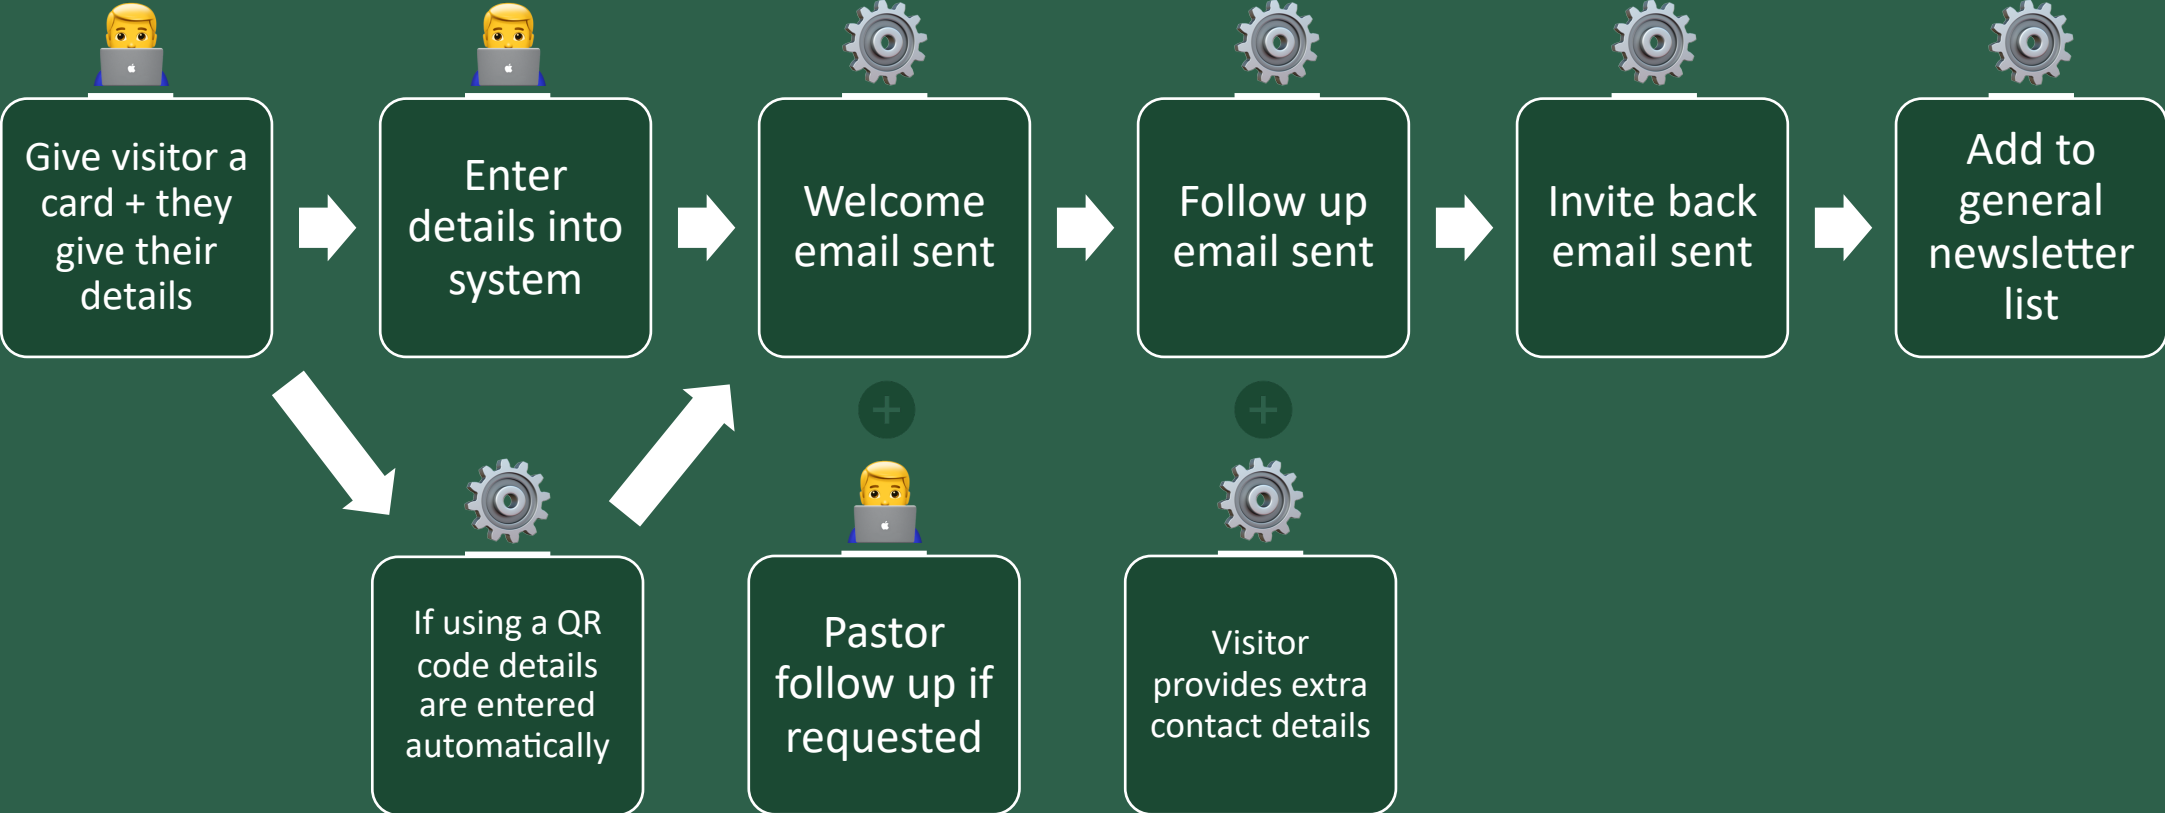 Give visitor a
card + they
give their
details
Enter
details into
system
Welcome
email sent
Follow up
email sent
Invite back
email sent
Add to
general
newsletter
list
If using a QR
code details
are entered
automatically
Pastor
follow up if
requested
Visitor
provides extra
contact details